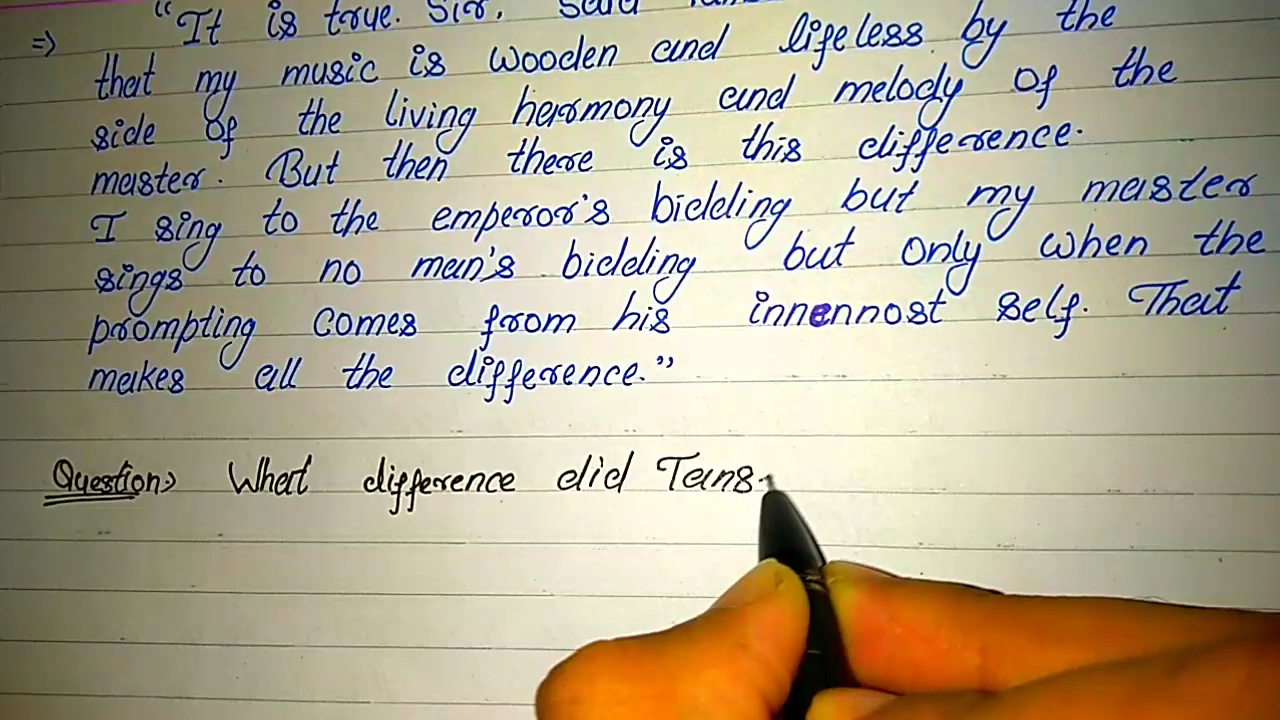 ⇒ "It is true. Sir, said
that my music is wooden and lifeless by the
side of the living harmony and melody of the
master. But then there is this difference.
I sing to the emperor's bidding but my master
sings to no man's bidding but only when the
prompting comes from his innennost self. That
makes all the difference."
Question⇒ What difference did Tans